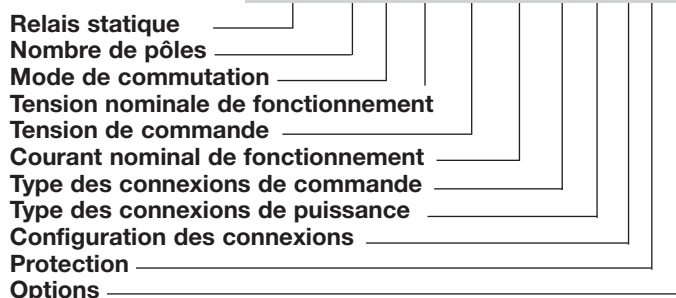 Relais statique
Nombre de pôles
Mode de commutation
Tension nominale de fonctionnement
Tension de commande
Courant nominal de fonctionnement
Type des connexions de commande
Type des connexions de puissance
Configuration des connexions
Protection
Options